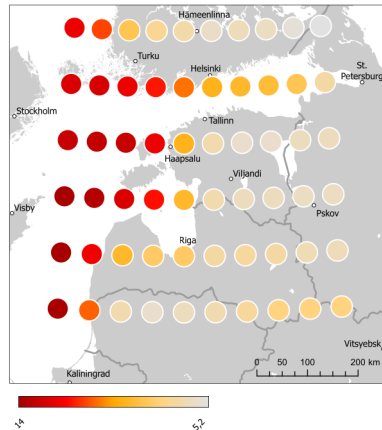 Hämeenlinna
Turku
Helsinki
St.
Petersburg
Stockholm
Tallinn
Haapsalu
Viljandi
Visby
Pskov
Riga
Vitsyebsk
Kaliningrad
0 50 100 200 km
14 5,2